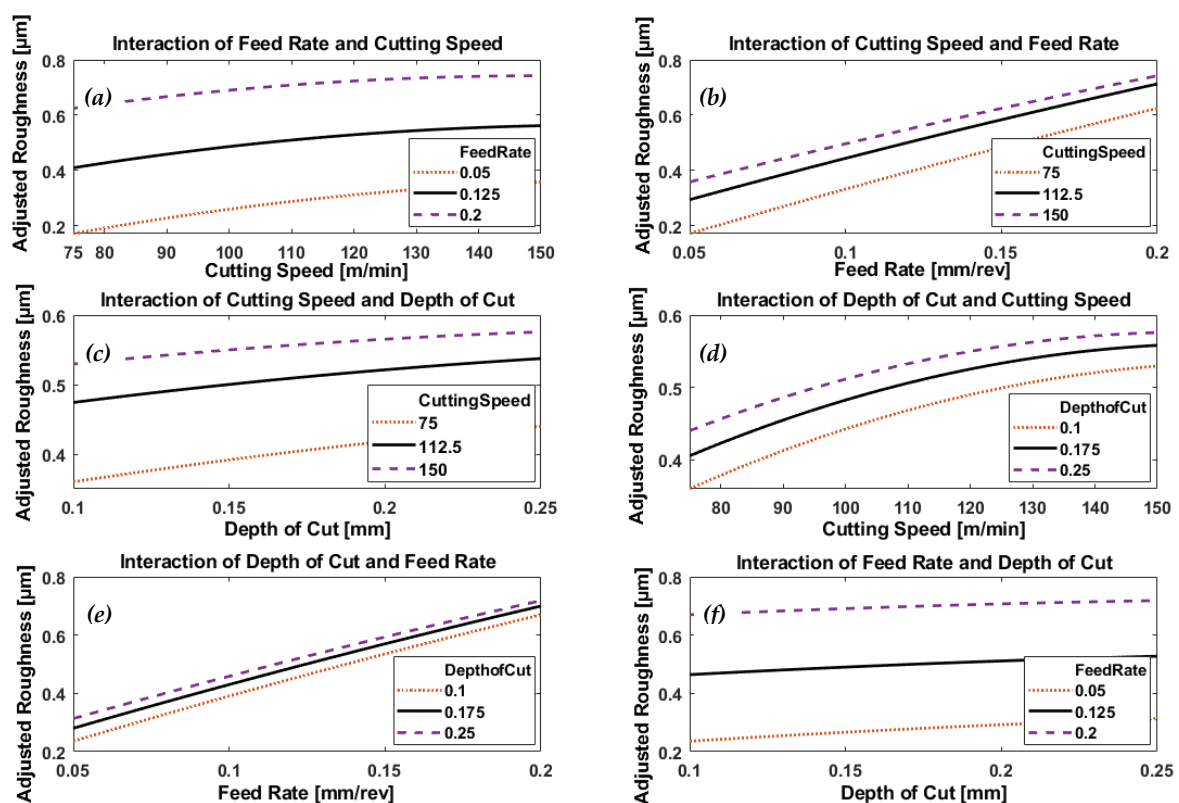 Interaction of Feed Rate and Cutting Speed
Adjusted Roughness [µm]
0.8
0.6
0.4
0.2
(a)
FeedRate
0.05
0.125
0.2
75 80 90 100 110 120 130 140 150
Cutting Speed [m/min]
Interaction of Cutting Speed and Feed Rate
Adjusted Roughness [µm]
0.8
0.6
0.4
0.2
(b)
CuttingSpeed
75
112.5
150
0.05 0.1 0.15 0.2
Feed Rate [mm/rev]
Interaction of Cutting Speed and Depth of Cut
Adjusted Roughness [µm]
0.6
0.5
0.4
(c)
CuttingSpeed
75
112.5
150
0.1 0.15 0.2 0.25
Depth of Cut [mm]
Interaction of Depth of Cut and Cutting Speed
Adjusted Roughness [µm]
0.6
0.5
0.4
(d)
DepthofCut
0.1
0.175
0.25
80 90 100 110 120 130 140 150
Cutting Speed [m/min]
Interaction of Depth of Cut and Feed Rate
Adjusted Roughness [µm]
0.8
0.6
0.4
0.2
(e)
DepthofCut
0.1
0.175
0.25
0.05 0.1 0.15 0.2
Feed Rate [mm/rev]
Interaction of Feed Rate and Depth of Cut
Adjusted Roughness [µm]
0.8
0.6
0.4
0.2
(f)
FeedRate
0.05
0.125
0.2
0.1 0.15 0.2 0.25
Depth of Cut [mm]